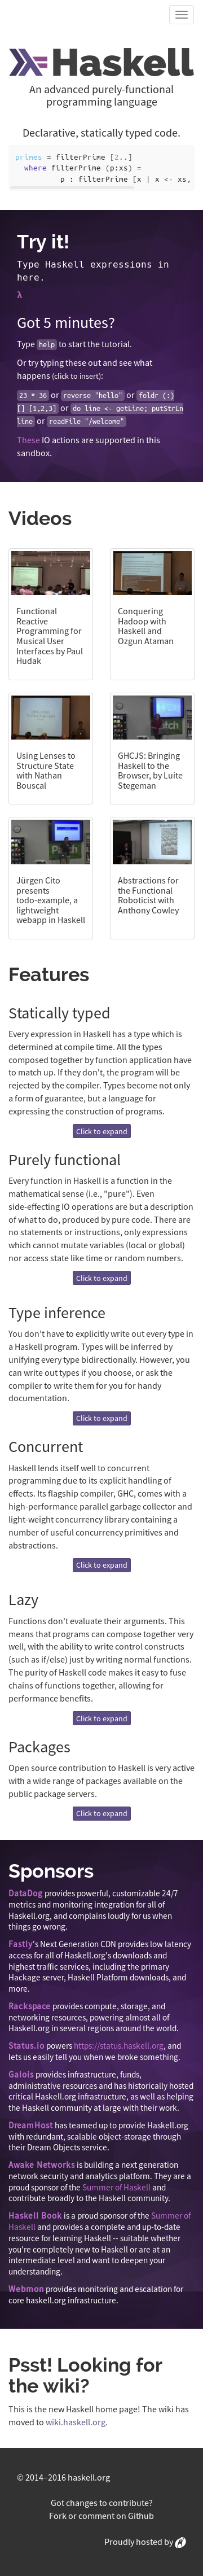 Haskell
An advanced purely-functional
programming language
Declarative, statically typed code.
primes = filterPrime [2..]
where filterPrime (p:xs) =
p : filterPrime [x | x <- xs,
Try it!
Type Haskell expressions in
here.
λ
Got 5 minutes?
Type help to start the tutorial.
Or try typing these out and see what
happens (click to insert):
23 * 36 or reverse "hello" or foldr (:)
[] [1,2,3] or do line <- getLine; putStrLn
line or readFile "/welcome"
These IO actions are supported in this
sandbox.
Videos
Functional
Reactive
Programming for
Musical User
Interfaces by Paul
Hudak
Conquering
Hadoop with
Haskell and
Ozgun Ataman
Using Lenses to
Structure State
with Nathan
Bouscal
GHCJS: Bringing
Haskell to the
Browser, by Luite
Stegeman
Jürgen Cito
presents
todo-example, a
lightweight
webapp in Haskell
Abstractions for
the Functional
Roboticist with
Anthony Cowley
Features
Statically typed
Every expression in Haskell has a type which is
determined at compile time. All the types
composed together by function application have
to match up. If they don't, the program will be
rejected by the compiler. Types become not only
a form of guarantee, but a language for
expressing the construction of programs.
Click to expand
Purely functional
Every function in Haskell is a function in the
mathematical sense (i.e., "pure"). Even
side-effecting IO operations are but a description
of what to do, produced by pure code. There are
no statements or instructions, only expressions
which cannot mutate variables (local or global)
nor access state like time or random numbers.
Click to expand
Type inference
You don't have to explicitly write out every type in
a Haskell program. Types will be inferred by
unifying every type bidirectionally. However, you
can write out types if you choose, or ask the
compiler to write them for you for handy
documentation.
Click to expand
Concurrent
Haskell lends itself well to concurrent
programming due to its explicit handling of
effects. Its flagship compiler, GHC, comes with a
high-performance parallel garbage collector and
light-weight concurrency library containing a
number of useful concurrency primitives and
abstractions.
Click to expand
Lazy
Functions don't evaluate their arguments. This
means that programs can compose together very
well, with the ability to write control constructs
(such as if/else) just by writing normal functions.
The purity of Haskell code makes it easy to fuse
chains of functions together, allowing for
performance benefits.
Click to expand
Packages
Open source contribution to Haskell is very active
with a wide range of packages available on the
public package servers.
Click to expand
Sponsors
DataDog provides powerful, customizable 24/7
metrics and monitoring integration for all of
Haskell.org, and complains loudly for us when
things go wrong.
Fastly's Next Generation CDN provides low latency
access for all of Haskell.org's downloads and
highest traffic services, including the primary
Hackage server, Haskell Platform downloads, and
more.
Rackspace provides compute, storage, and
networking resources, powering almost all of
Haskell.org in several regions around the world.
Status.io powers https://status.haskell.org, and
lets us easily tell you when we broke something.
Galois provides infrastructure, funds,
administrative resources and has historically hosted
critical Haskell.org infrastructure, as well as helping
the Haskell community at large with their work.
DreamHost has teamed up to provide Haskell.org
with redundant, scalable object-storage through
their Dream Objects service.
Awake Networks is building a next generation
network security and analytics platform. They are a
proud sponsor of the Summer of Haskell and
contribute broadly to the Haskell community.
Haskell Book is a proud sponsor of the Summer of
Haskell and provides a complete and up-to-date
resource for learning Haskell -- suitable whether
you're completely new to Haskell or are at an
intermediate level and want to deepen your
understanding.
Webmon provides monitoring and escalation for
core haskell.org infrastructure.
Psst! Looking for
the wiki?
This is the new Haskell home page! The wiki has
moved to wiki.haskell.org.
© 2014–2016 haskell.org
Got changes to contribute?
Fork or comment on Github
Proudly hosted by